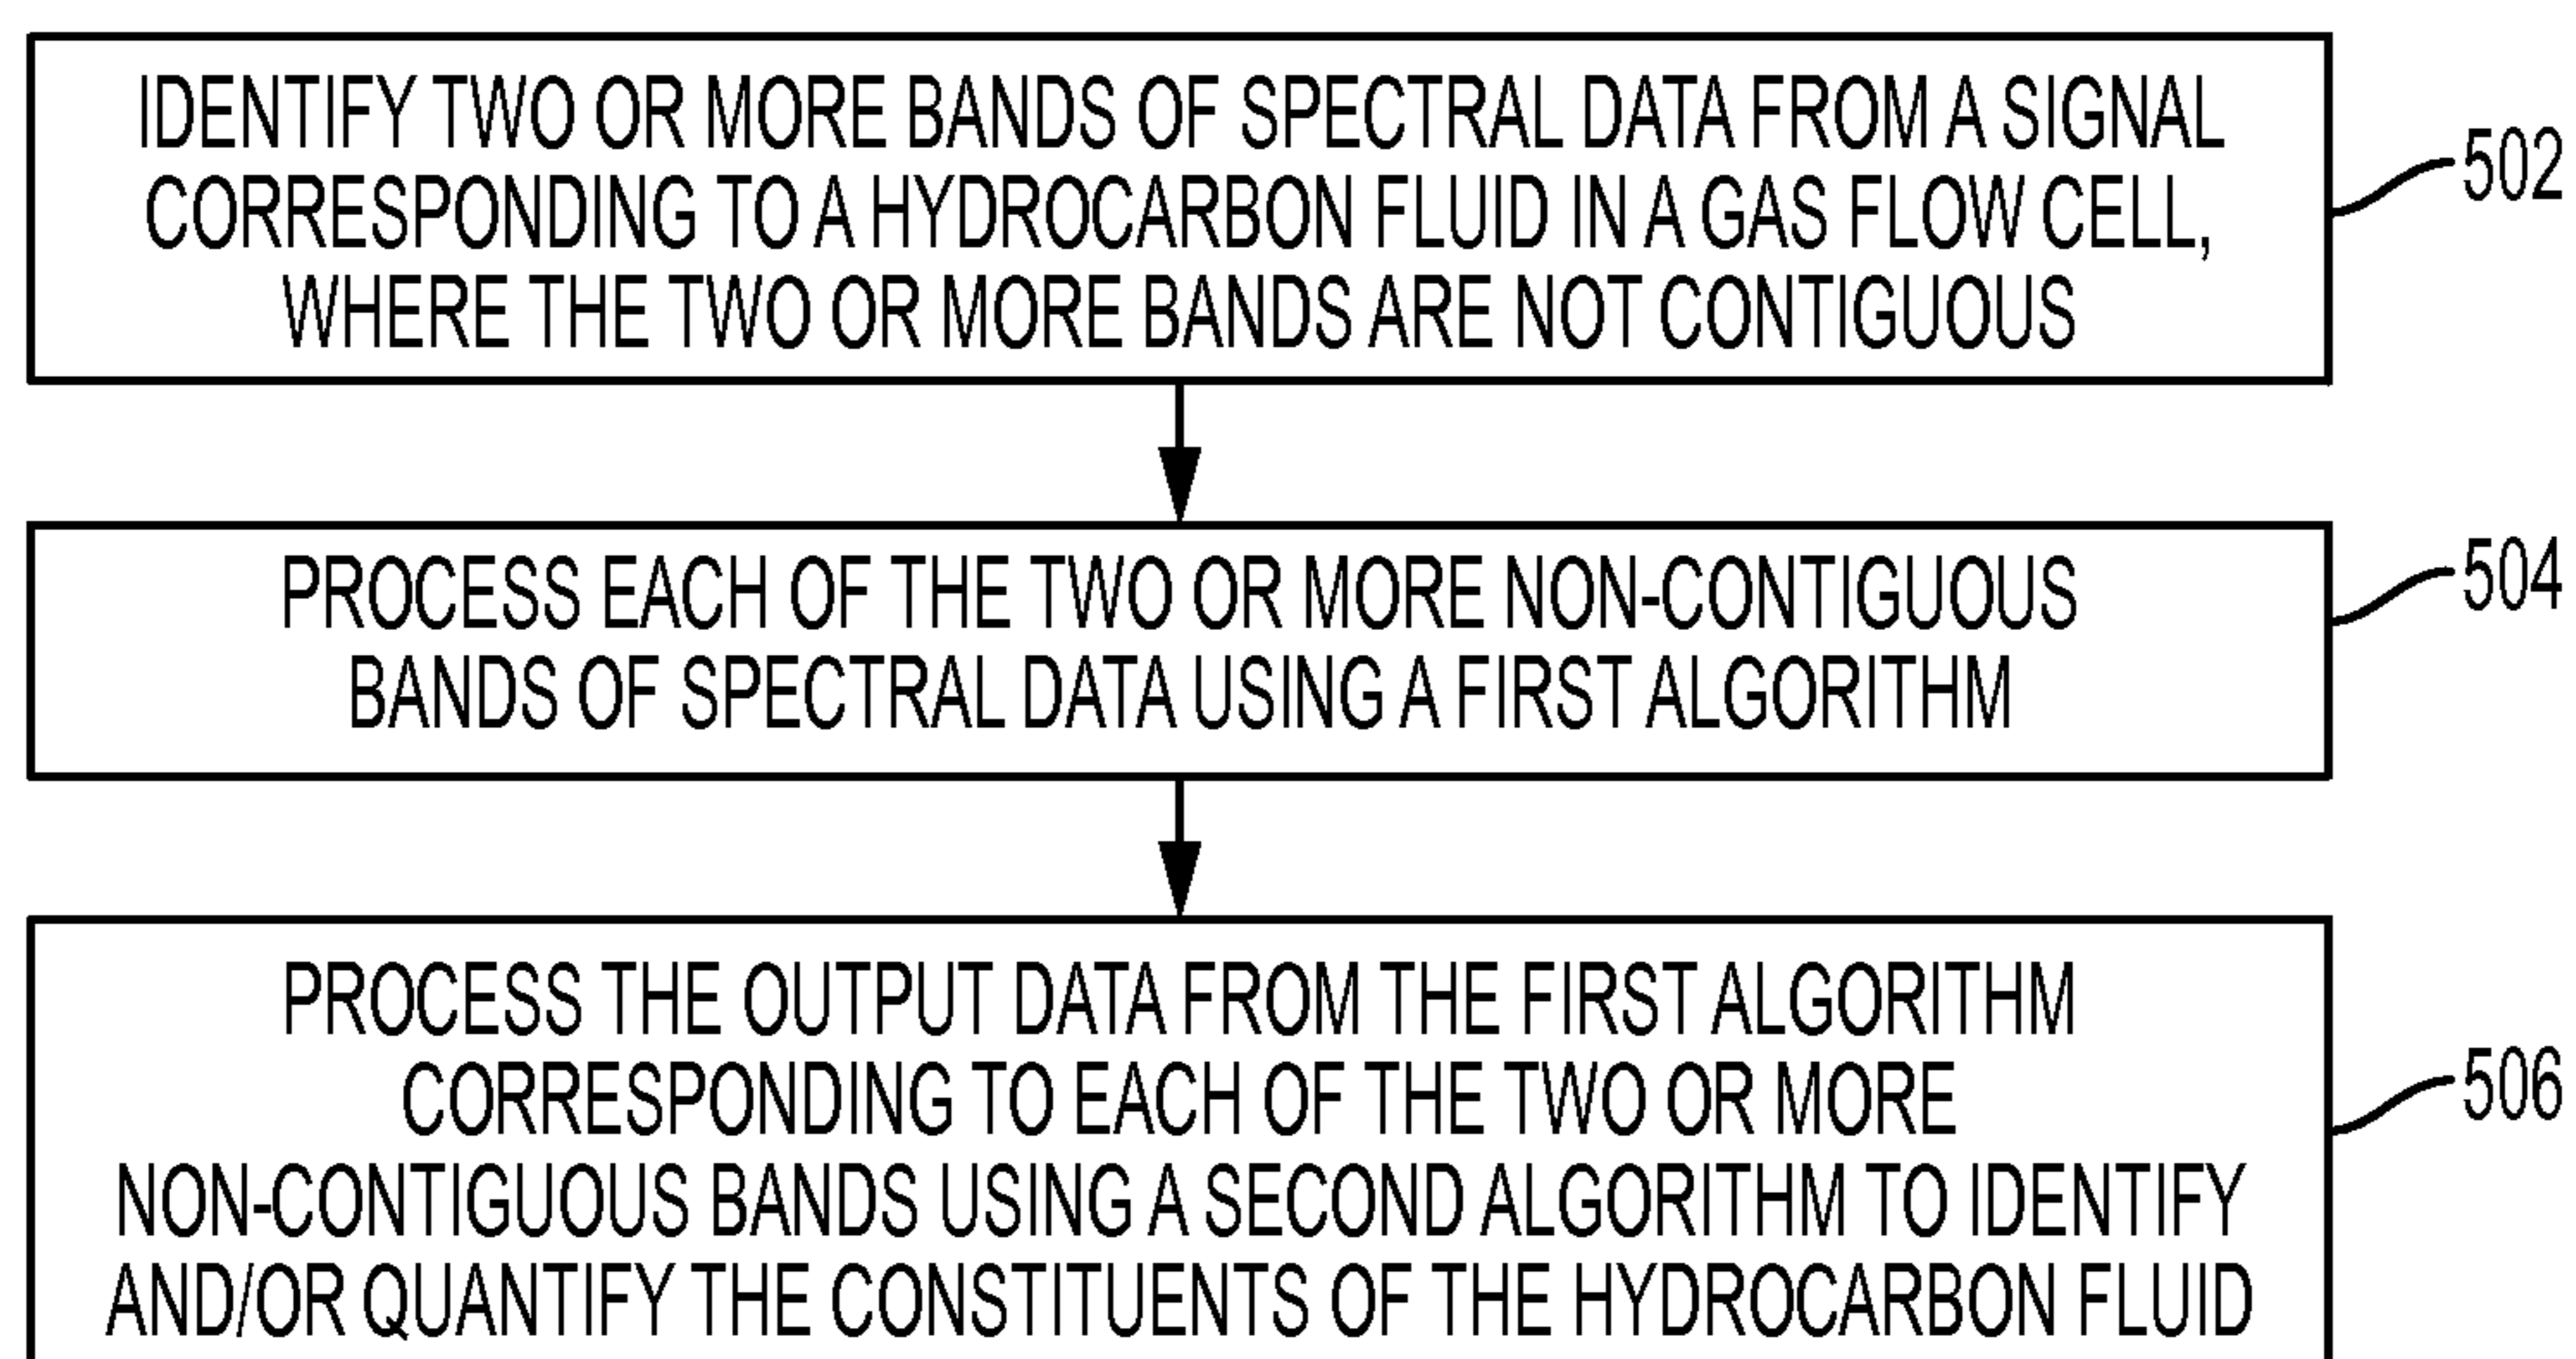 IDENTIFY TWO OR MORE BANDS OF SPECTRAL DATA FROM A SIGNAL
CORRESPONDING TO A HYDROCARBON FLUID IN A GAS FLOW CELL,
WHERE THE TWO OR MORE BANDS ARE NOT CONTIGUOUS
502
PROCESS EACH OF THE TWO OR MORE NON-CONTIGUOUS
BANDS OF SPECTRAL DATA USING A FIRST ALGORITHM
504
PROCESS THE OUTPUT DATA FROM THE FIRST ALGORITHM
CORRESPONDING TO EACH OF THE TWO OR MORE
NON-CONTIGUOUS BANDS USING A SECOND ALGORITHM TO IDENTIFY
AND/OR QUANTIFY THE CONSTITUENTS OF THE HYDROCARBON FLUID
506